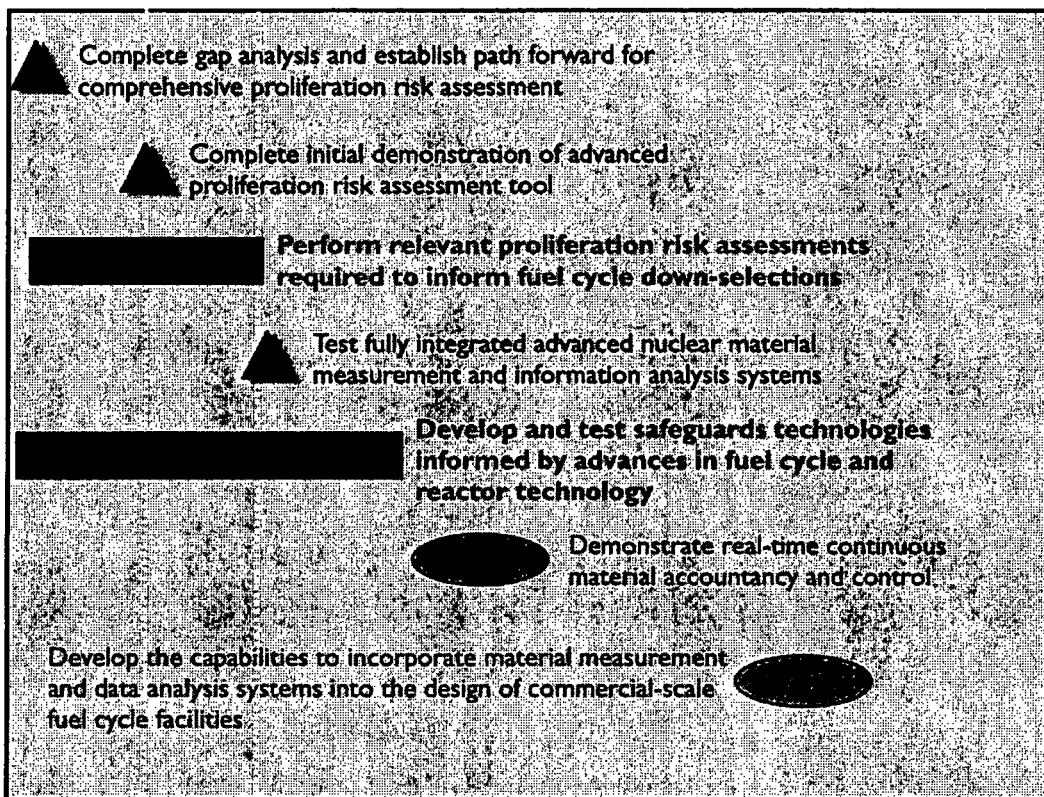 Complete gap analysis and establish path forward for
comprehensive proliferation risk assessment
Complete initial demonstration of advanced
proliferation risk assessment tool
Perform relevant proliferation risk assessments
required to inform fuel cycle down-selections
Test fully integrated advanced nuclear material
measurement and information analysis systems
Develop and test safeguards technologies
informed by advances in fuel cycle and
reactor technology
Demonstrate real-time continuous
material accountancy and control
Develop the capabilities to incorporate material measurement
and data analysis systems into the design of commercial-scale
fuel cycle facilities